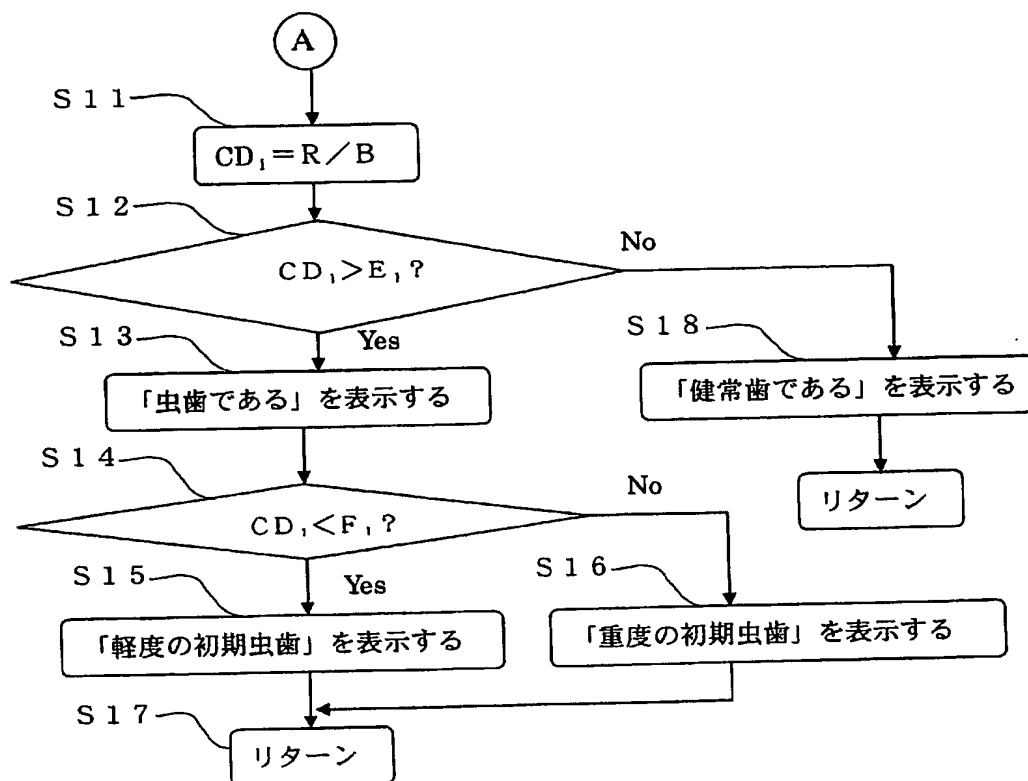 A
S11
CD₁=R/B
S12
CD₁>E₁?
No
Yes
S13
「虫歯である」を表示する
S18
「健常歯である」を表示する
リターン
S14
CD₁<F₁?
No
Yes
S15
「軽度の初期虫歯」を表示する
S16
「重度の初期虫歯」を表示する
S17
リターン